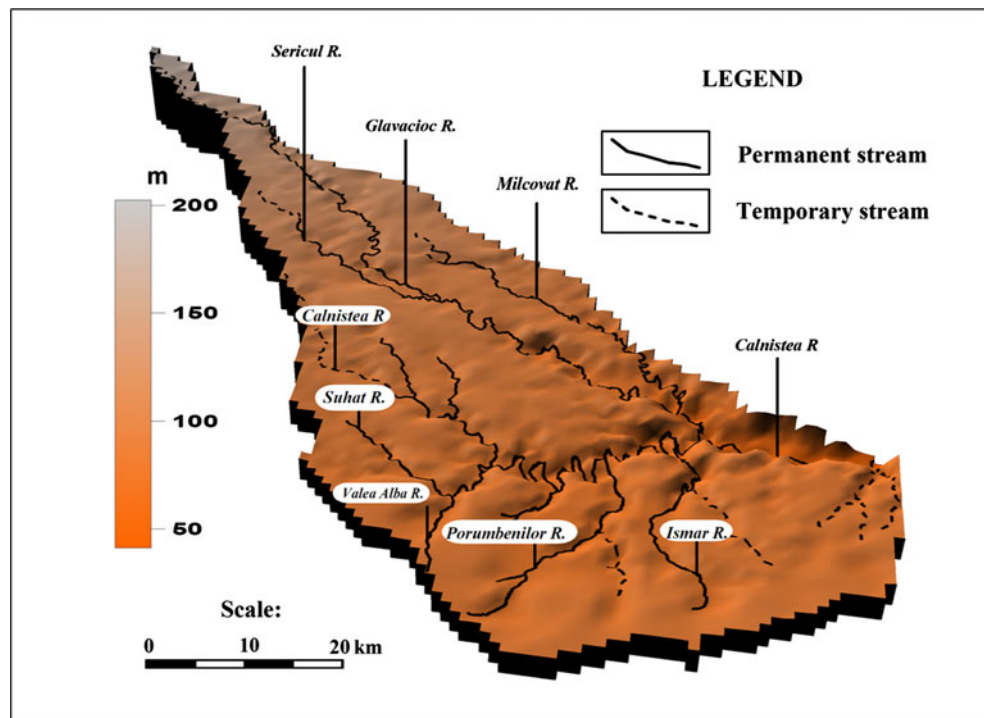 Sericul R.
LEGEND
Glavacioc R.
Permanent stream
m
Milcovat R.
200
Temporary stream
150
Calnistea R
Calnistea R
Suhat R.
100
Valea Alba R.
50
Porumbenilor R.
Ismar R.
Scale:
0 10 20 km